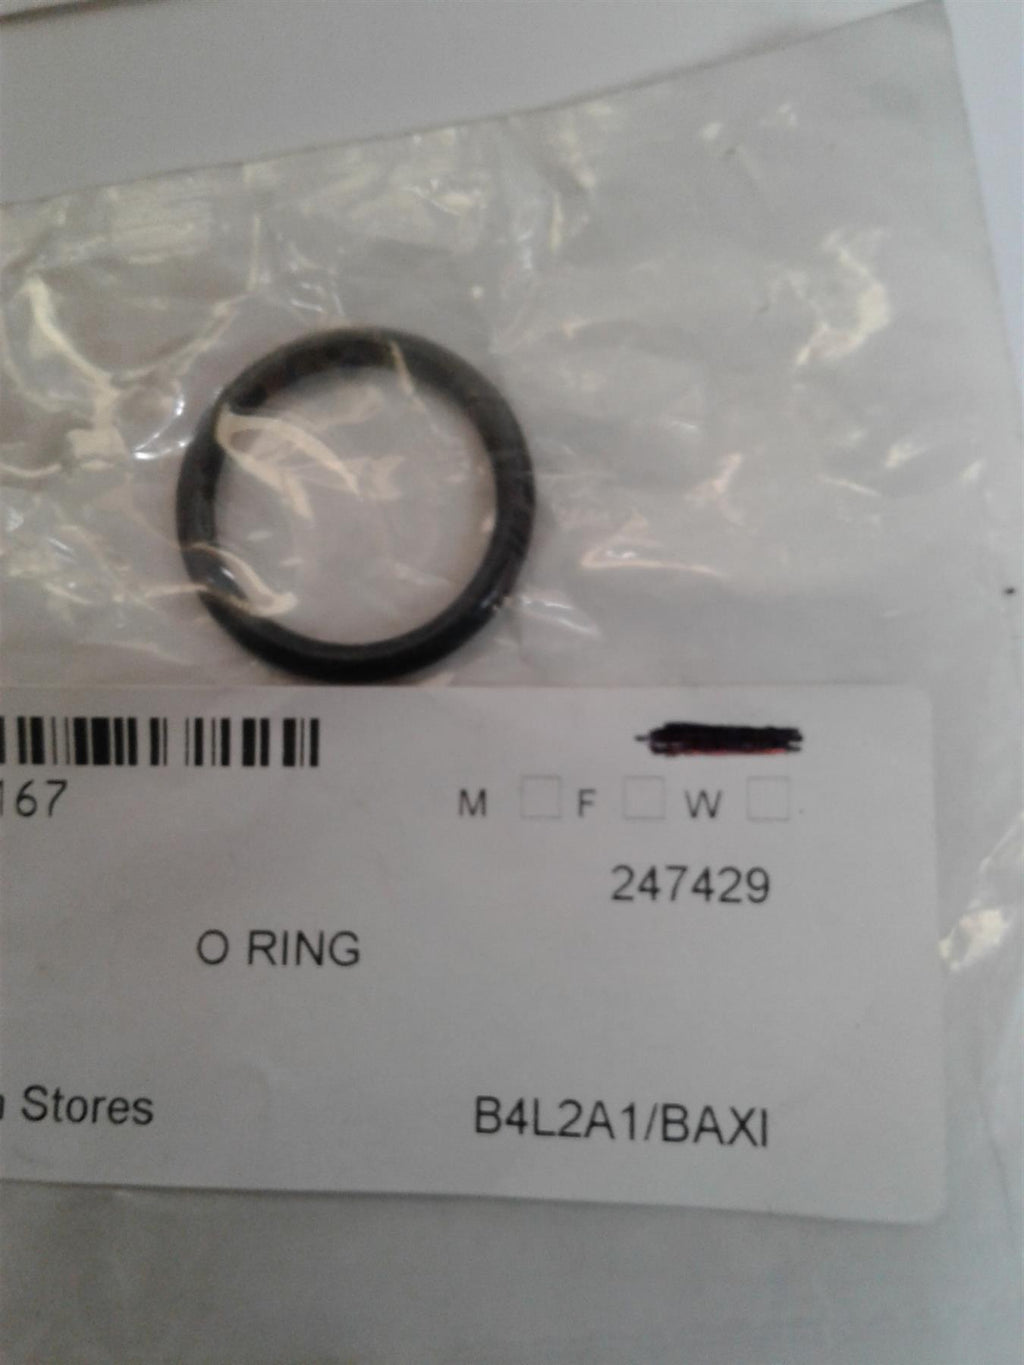 167
M F W
247429
O RING
Stores
B4L2A1/BAXI